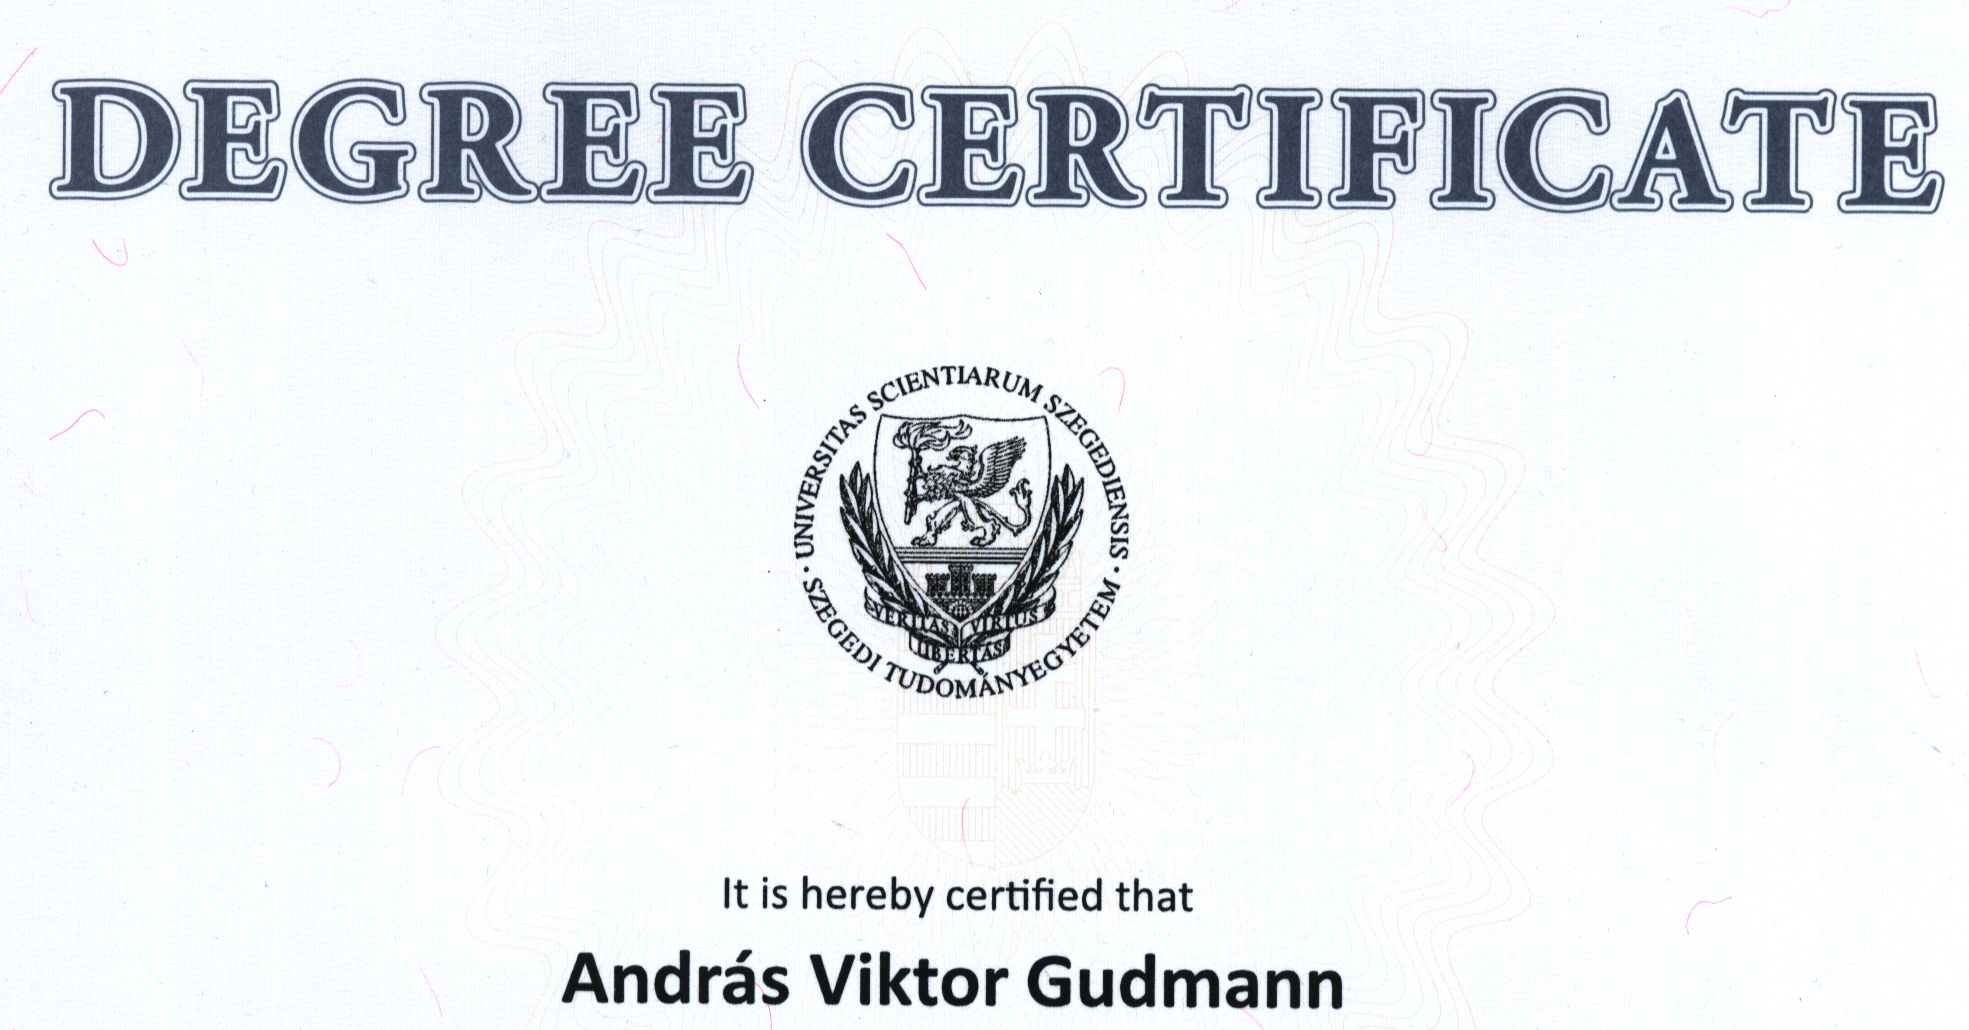 DEGREE CERTIFICATE
· UNIVERSITAS SCIENTIARUM SZEGEDIENSIS ·
SZEGEDI TUDOMÁNYEGYETEM
VERITAS VIRTUS
LIBERTAS
It is hereby certified that
András Viktor Gudmann